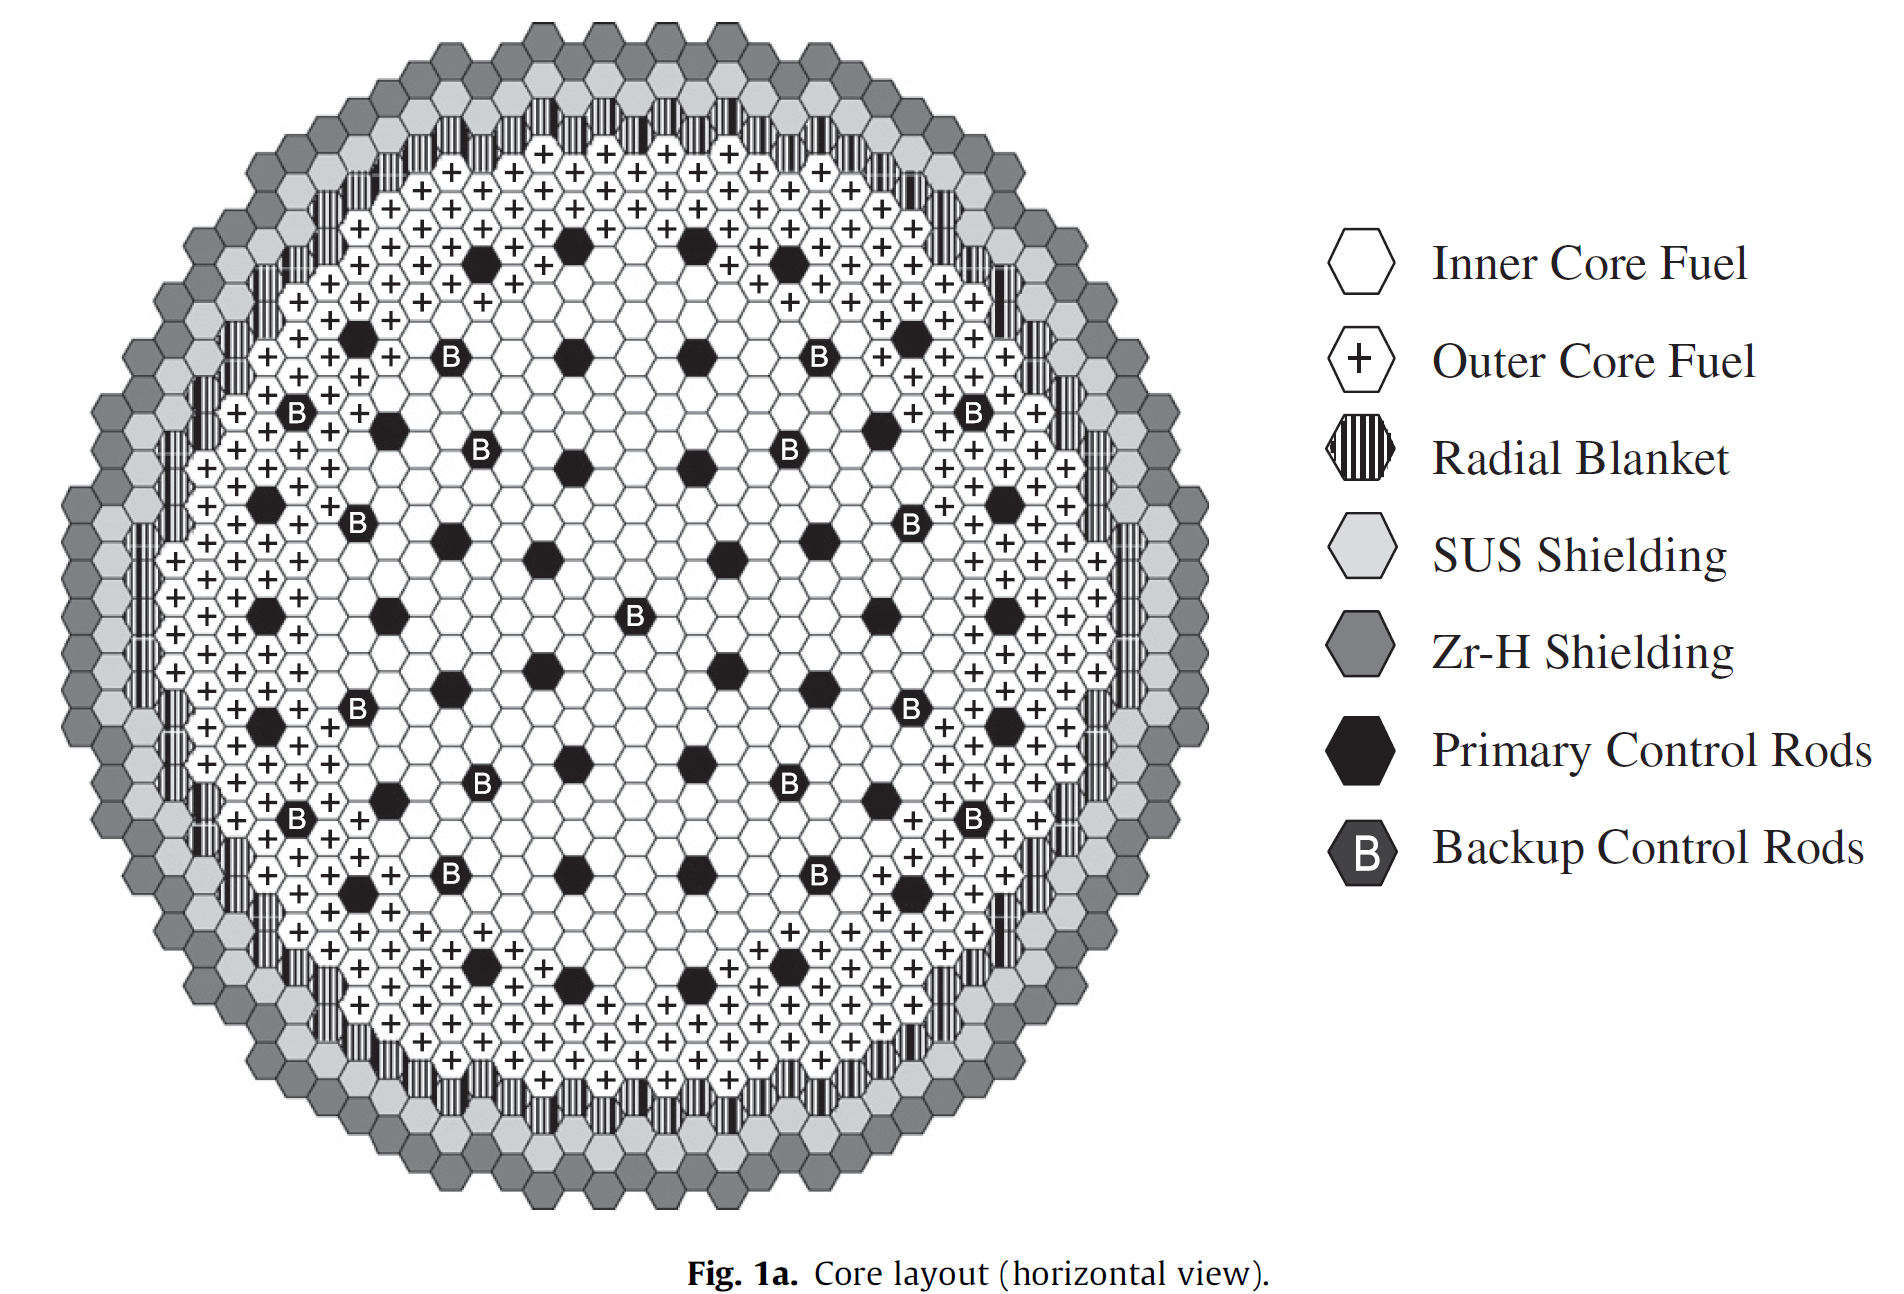 B B
B B
B B
B B
B
B B
B B
B B
B B
Inner Core Fuel
+ Outer Core Fuel
Radial Blanket
SUS Shielding
Zr-H Shielding
Primary Control Rods
B Backup Control Rods
Fig. 1a. Core layout (horizontal view).